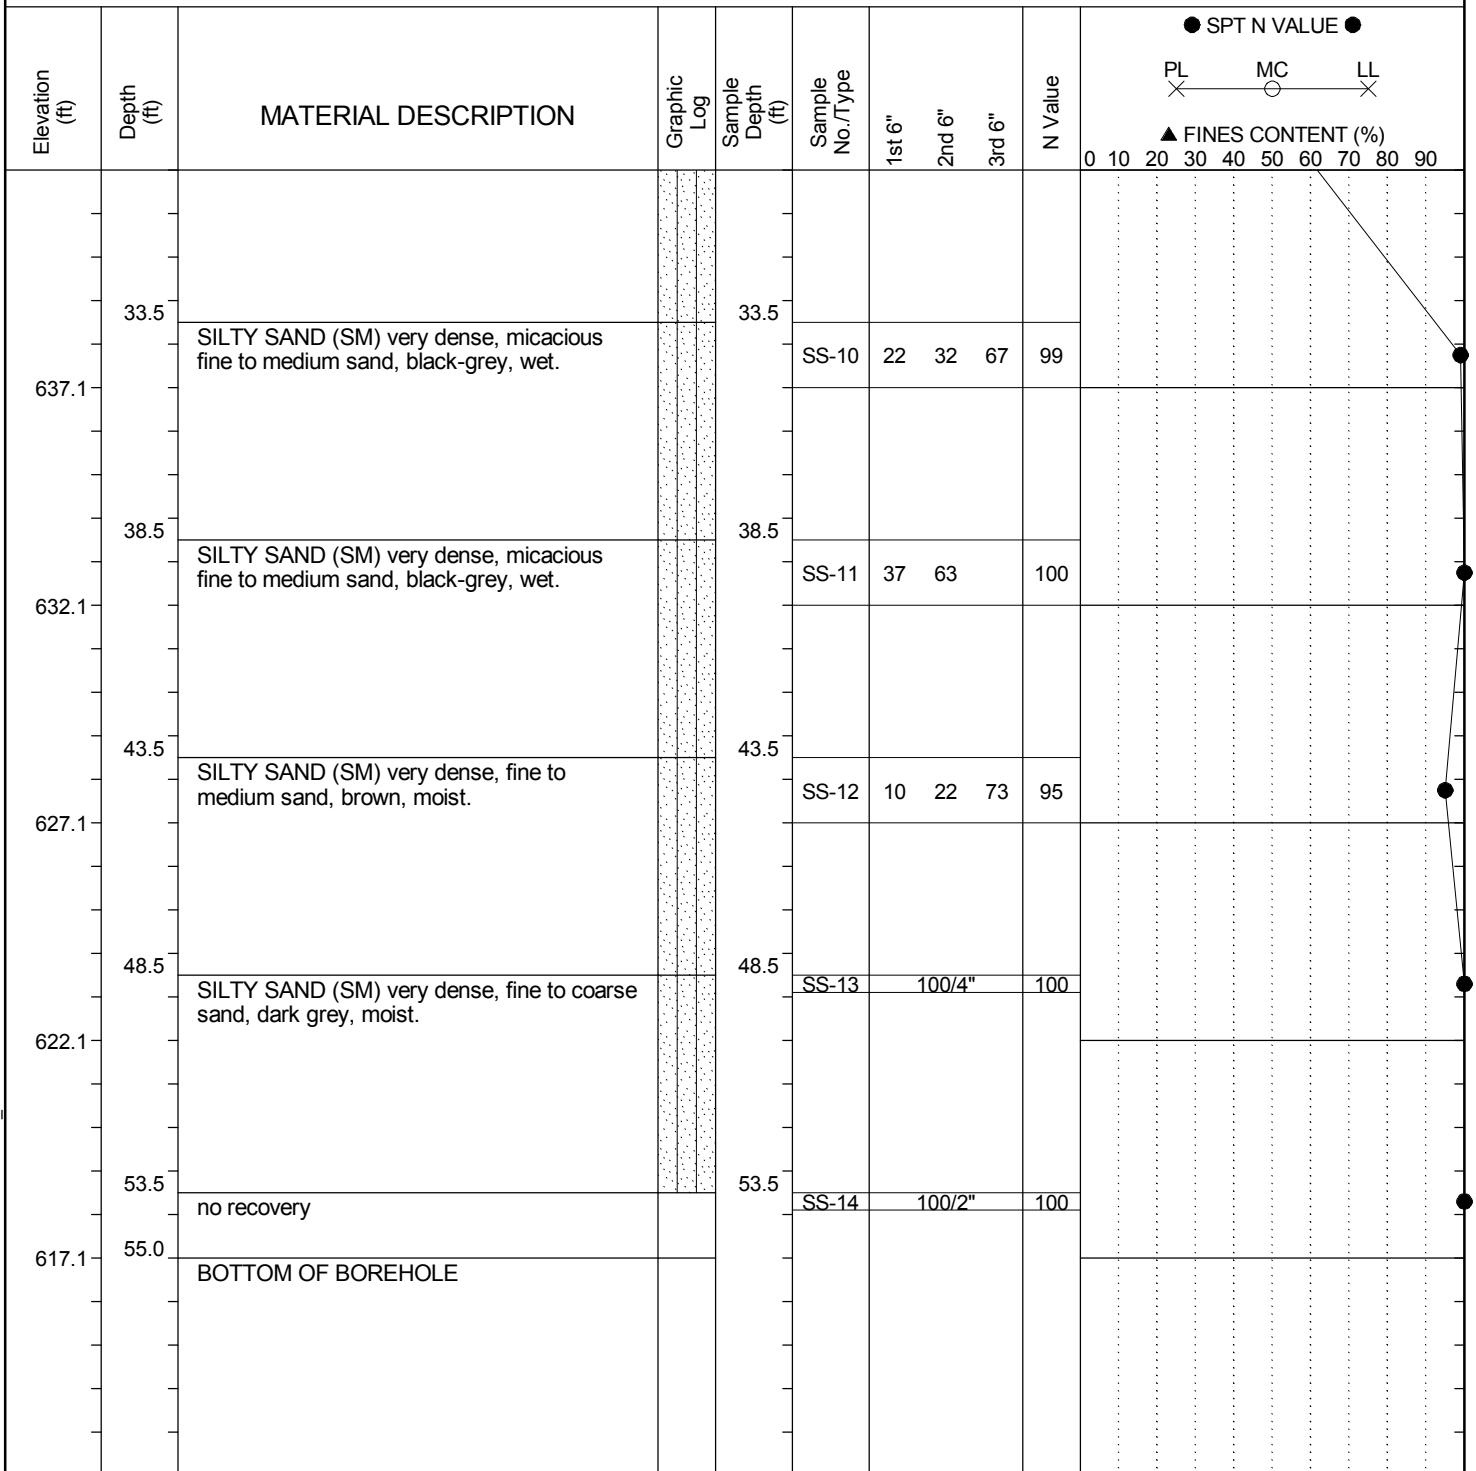 ● SPT N VALUE ●
PL MC LL
▲ FINES CONTENT (%)
0 10 20 30 40 50 60 70 80 90
Elevation
(ft)
Depth
(ft)
MATERIAL DESCRIPTION
Graphic
Log
Sample
Depth
(ft)
Sample
No./Type
1st 6"
2nd 6"
3rd 6"
N Value
33.5 33.5
SILTY SAND (SM) very dense, micacious
fine to medium sand, black-grey, wet.
SS-10 22 32 67 99
637.1
38.5 38.5
SILTY SAND (SM) very dense, micacious
fine to medium sand, black-grey, wet.
SS-11 37 63 100
632.1
43.5 43.5
SILTY SAND (SM) very dense, fine to
medium sand, brown, moist.
SS-12 10 22 73 95
627.1
48.5 48.5
SILTY SAND (SM) very dense, fine to coarse
sand, dark grey, moist.
SS-13 100/4" 100
622.1
53.5 53.5
no recovery
SS-14 100/2" 100
55.0
617.1
BOTTOM OF BOREHOLE